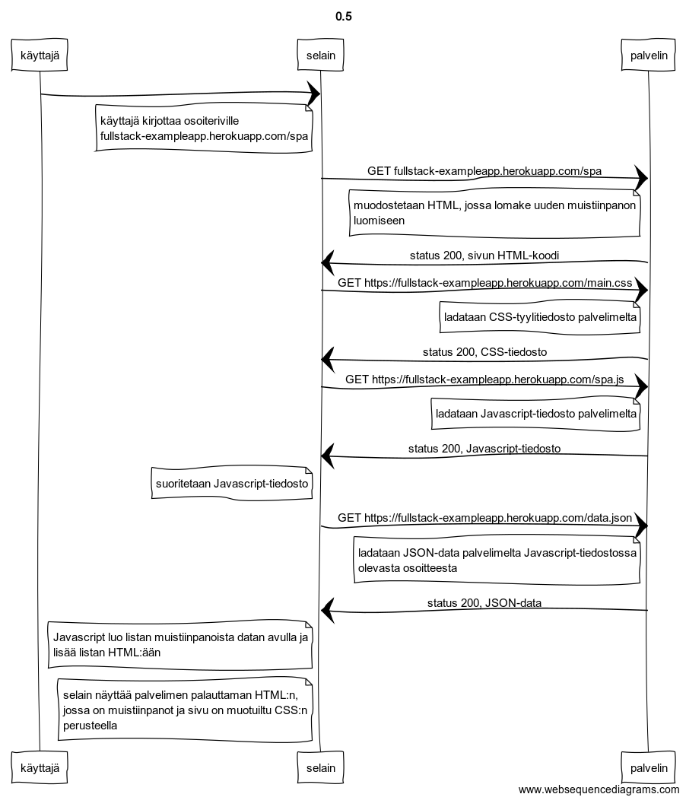 0.5
käyttajä
selain
palvelin
käyttäjä kirjottaa osoiteriville
fullstack-exampleapp.herokuapp.com/spa
GET fullstack-exampleapp.herokuapp.com/spa
muodostetaan HTML, jossa lomake uuden muistiinpanon
luomiseen
status 200, sivun HTML-koodi
GET https://fullstack-exampleapp.herokuapp.com/main.css
ladataan CSS-tyylitiedosto palvelimelta
status 200, CSS-tiedosto
GET https://fullstack-exampleapp.herokuapp.com/spa.js
ladataan Javascript-tiedosto palvelimelta
status 200, Javascript-tiedosto
suoritetaan Javascript-tiedosto
GET https://fullstack-exampleapp.herokuapp.com/data.json
ladataan JSON-data palvelimelta Javascript-tiedostossa
olevasta osoitteesta
status 200, JSON-data
Javascript luo listan muistiinpanoista datan avulla ja
lisää listan HTML:ään
selain näyttää palvelimen palauttaman HTML:n,
jossa on muistiinpanot ja sivu on muotuiltu CSS:n
perusteella
käyttajä
selain
palvelin
www.websequencediagrams.com